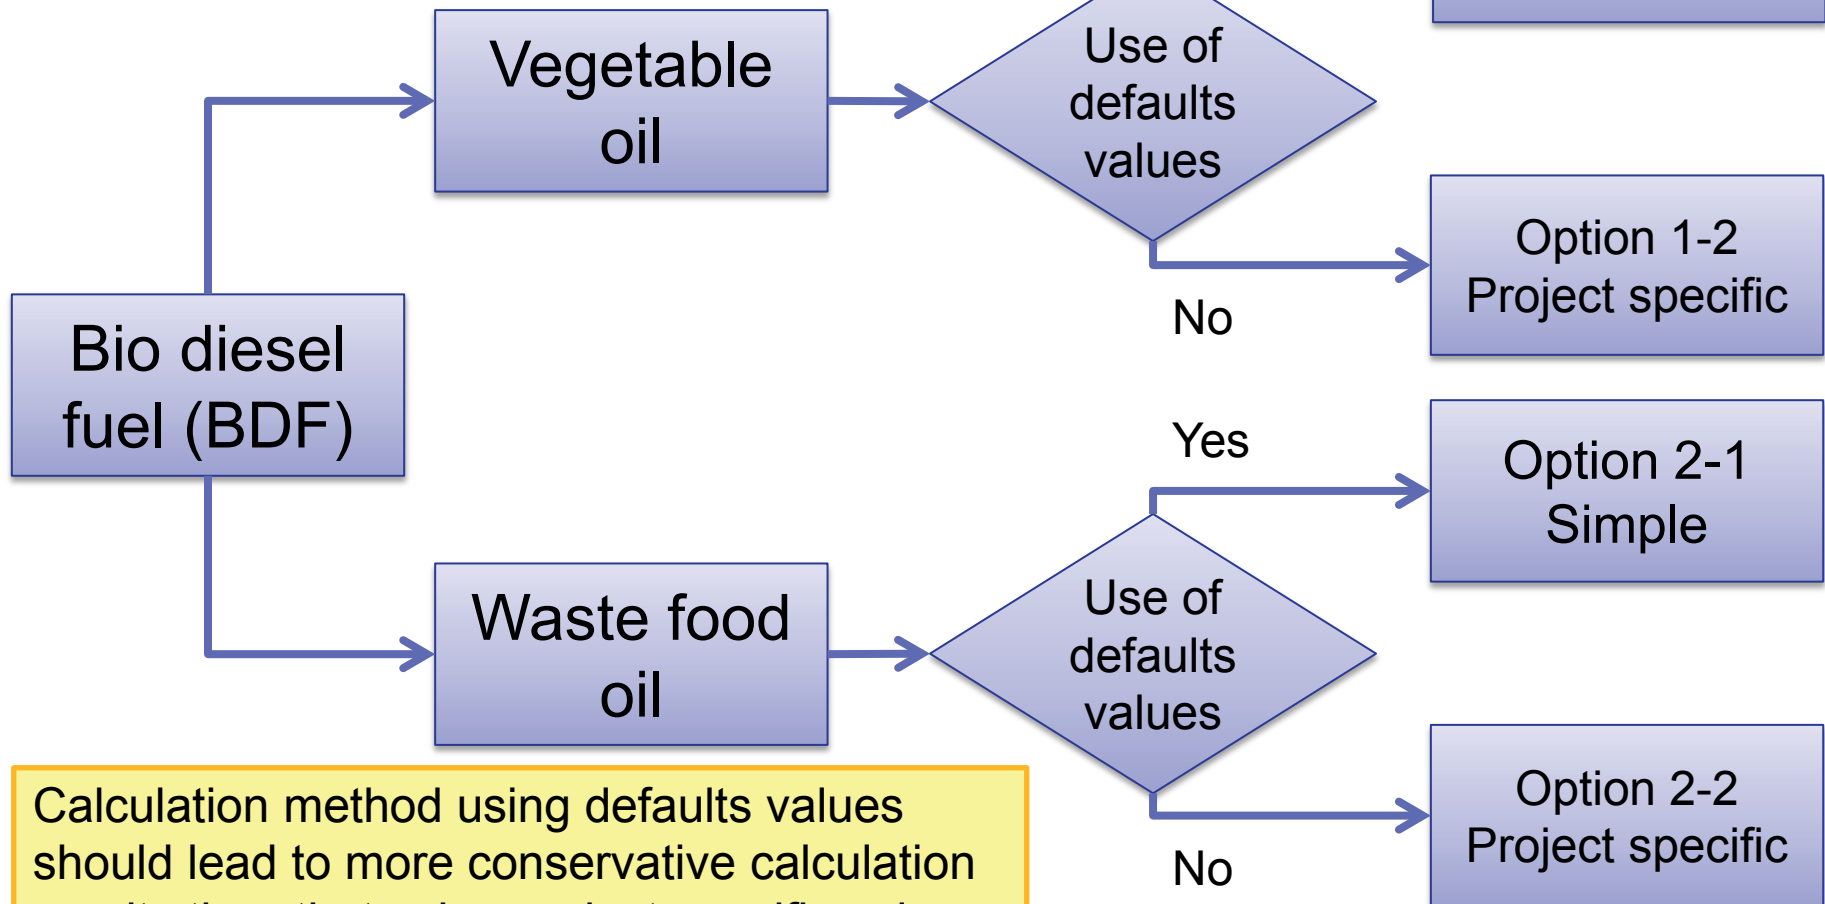 Vegetable
oil
Use of
defaults
values
Option 1-2
Project specific
No
Bio diesel
fuel (BDF)
Yes
Option 2-1
Simple
Waste food
oil
Use of
defaults
values
Option 2-2
Project specific
No
Calculation method using defaults values
should lead to more conservative calculation